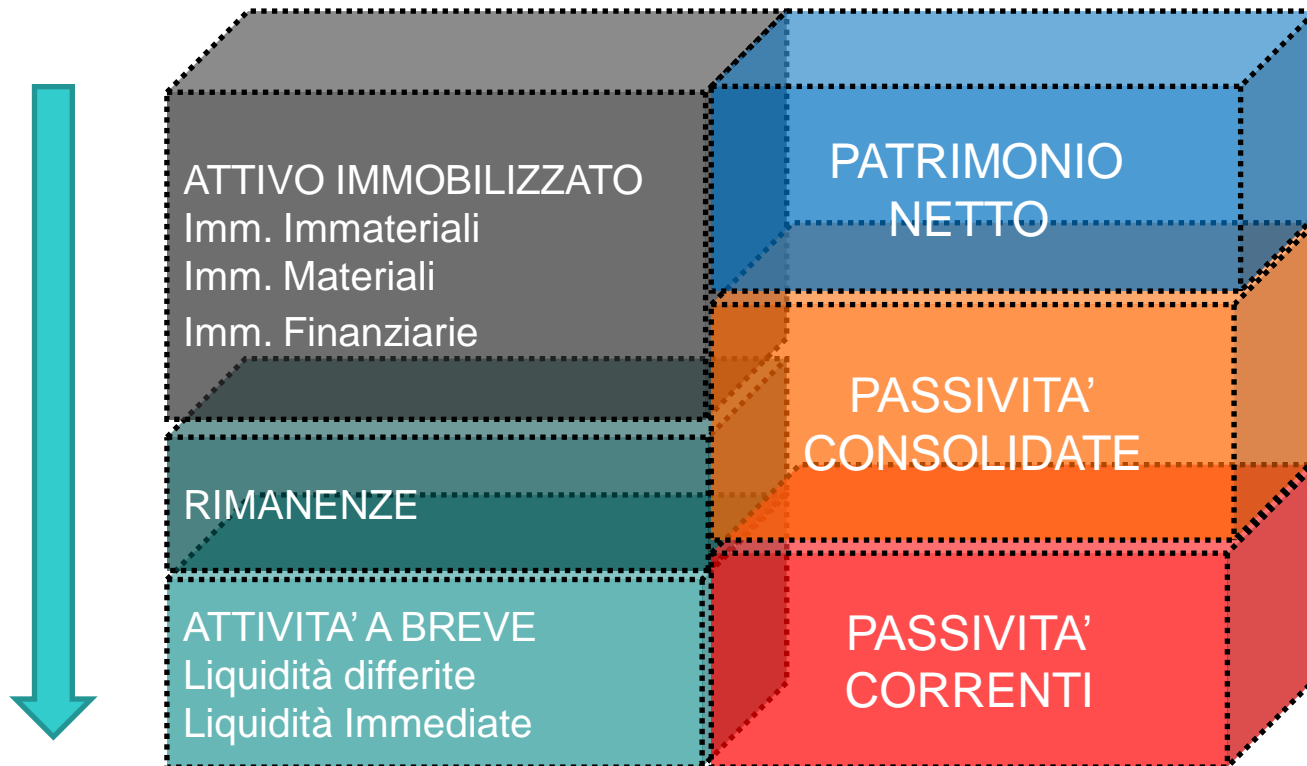 ATTIVO IMMOBILIZZATO
Imm. Immateriali
Imm. Materiali
Imm. Finanziarie
RIMANENZE
ATTIVITA’ A BREVE
Liquidità differite
Liquidità Immediate
PATRIMONIO
NETTO
PASSIVITA’
CONSOLIDATE
PASSIVITA’
CORRENTI